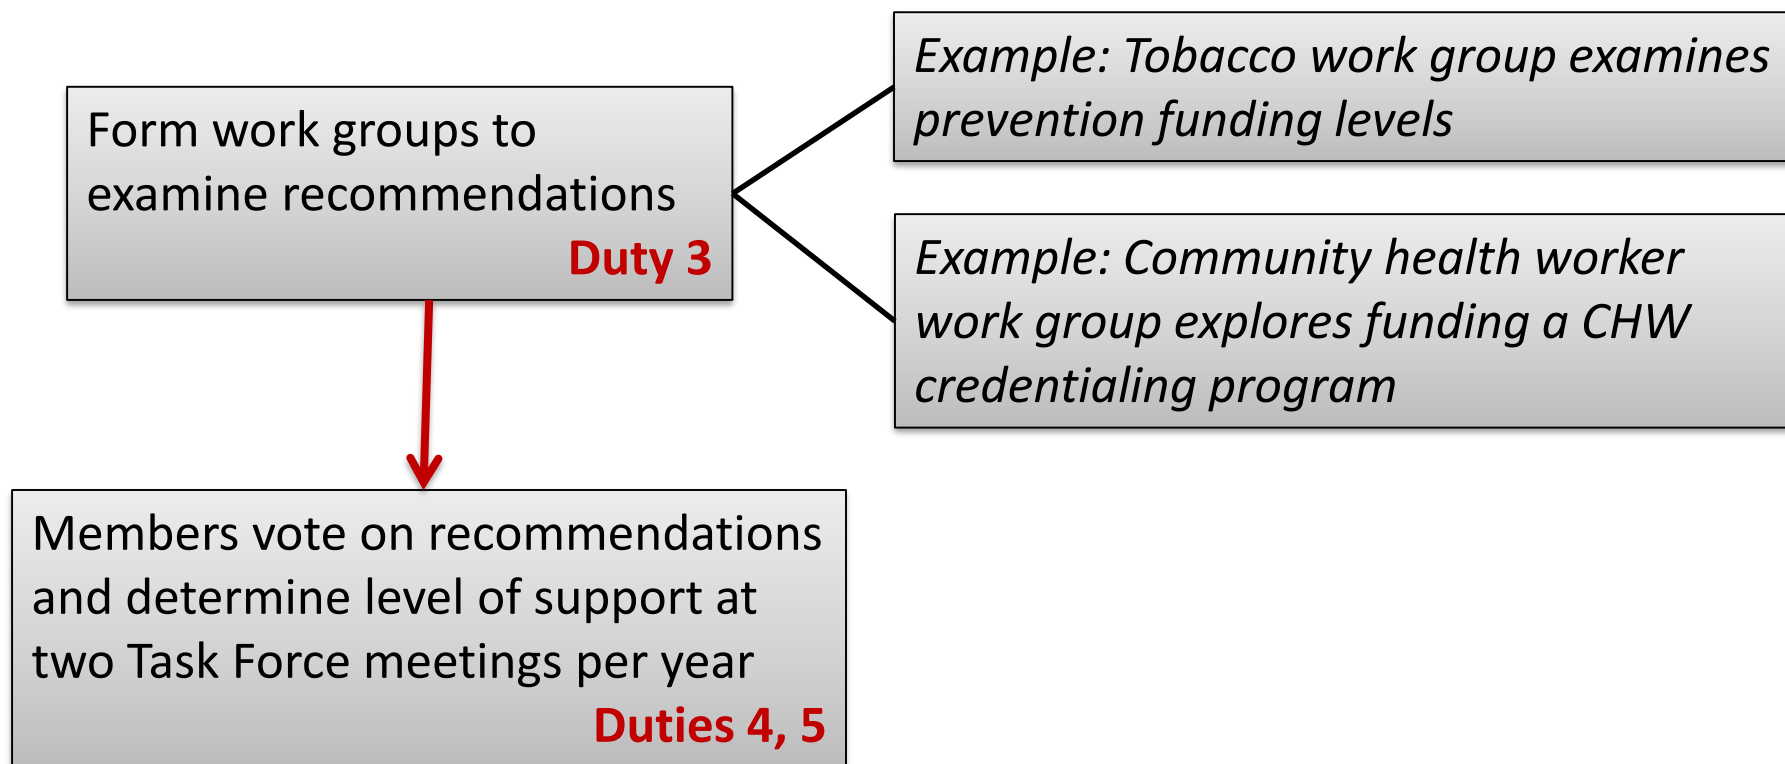 Form work groups to
examine recommendations
Duty 3
Example: Tobacco work group examines
prevention funding levels
Example: Community health worker
work group explores funding a CHW
credentialing program
Members vote on recommendations
and determine level of support at
two Task Force meetings per year
Duties 4, 5